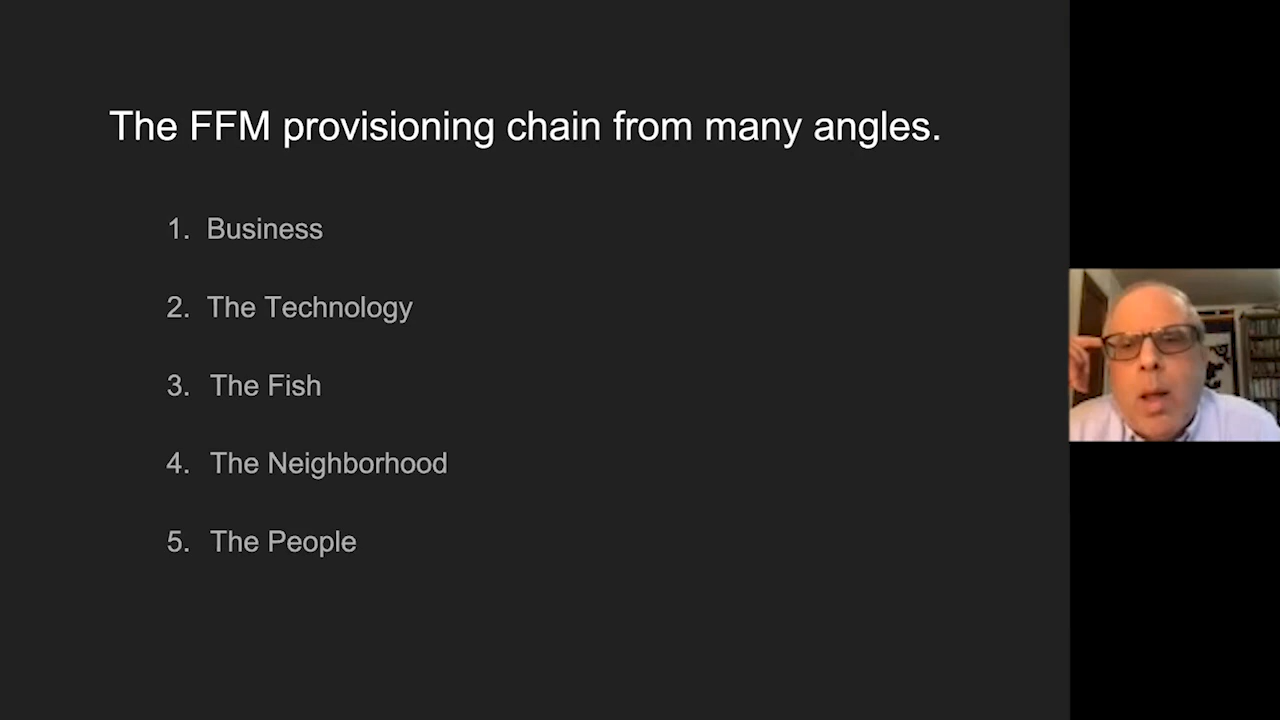 The FFM provisioning chain from many angles.
1. Business
2. The Technology
3. The Fish
4. The Neighborhood
5. The People